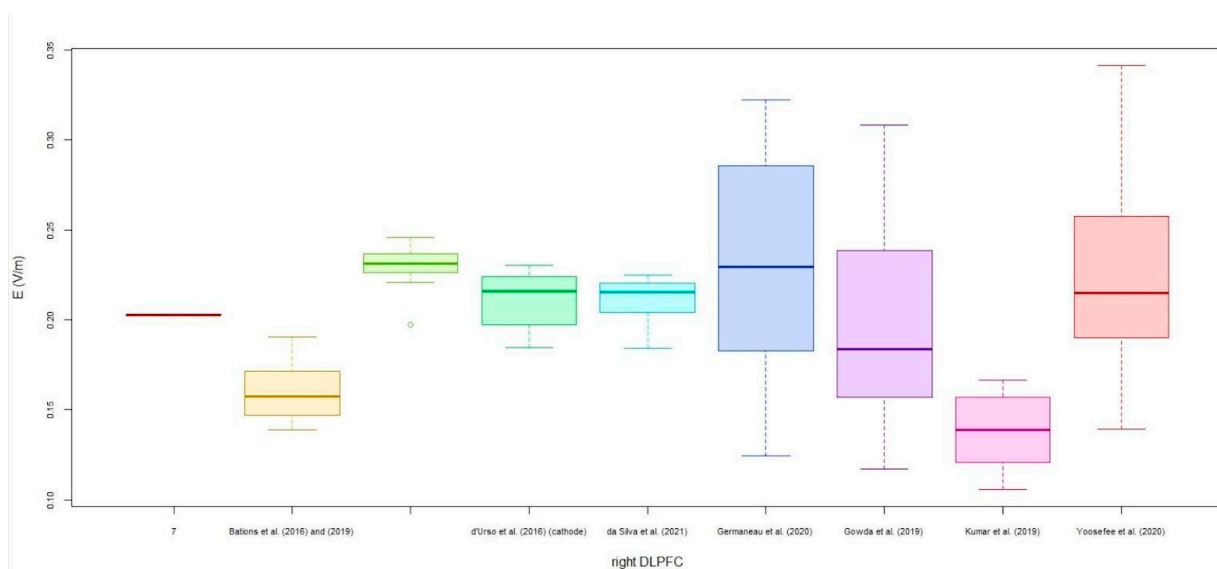 0.35
0.30
0.25
0.20
0.15
0.10
E (V/m)
7
Bations et al. (2016) and (2019)
d'Urso et al. (2016) (cathode)
da Silva et al. (2021)
Germaneau et al. (2020)
Gowda et al. (2019)
Kumar et al. (2019)
Yoosefee et al. (2020)
right DLPFC